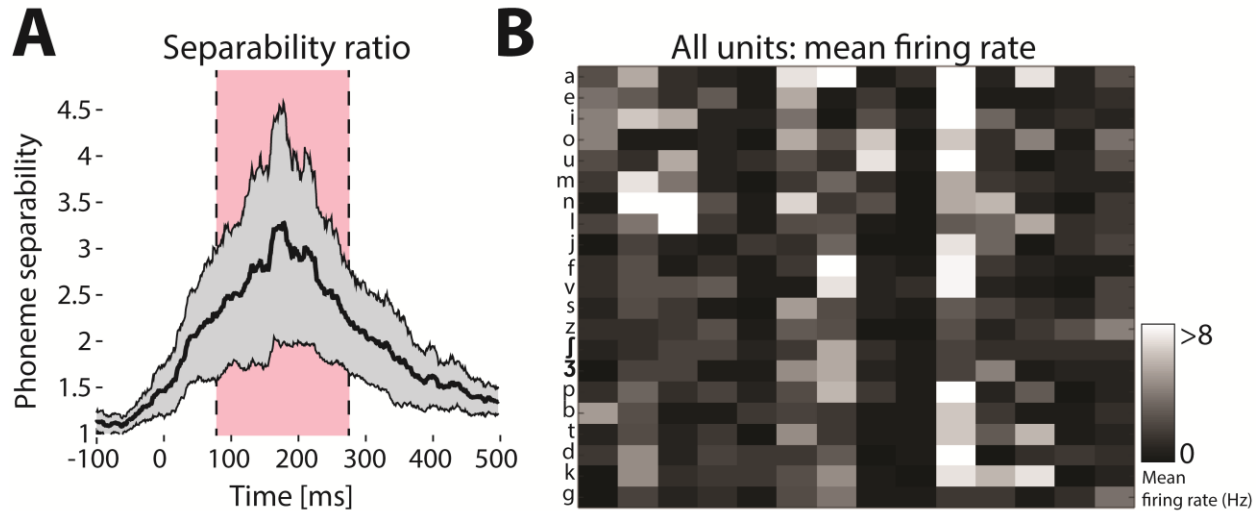 A
Separability ratio
Phoneme separability
4.5
4
3.5
3
2.5
2
1.5
1
-100 0 100 200 300 400 500
Time [ms]
B
All units: mean firing rate
a
e
i
o
u
m
n
l
j
f
v
s
z
ʃ
ʒ
p
b
t
d
k
g
>8
0
Mean
firing rate (Hz)